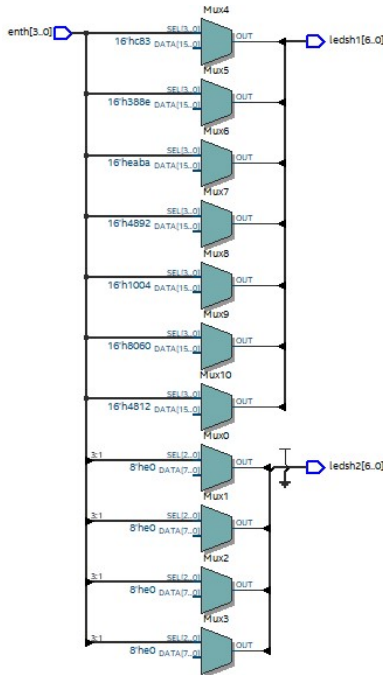 Mux4
enth[3..0]
SEL[3..0]
OUT
ledsh1[6..0]
16'hc83 DATA[15..0]
Mux5
SEL[3..0]
OUT
16'h388e DATA[15..0]
Mux6
SEL[3..0]
OUT
16'heaba DATA[15..0]
Mux7
SEL[3..0]
OUT
16'h4892 DATA[15..0]
Mux8
SEL[3..0]
OUT
16'h1004 DATA[15..0]
Mux9
SEL[3..0]
OUT
16'h8060 DATA[15..0]
Mux10
SEL[3..0]
OUT
16'h4812 DATA[15..0]
Mux0
3:1 SEL[2..0]
OUT
ledsh2[6..0]
8'he0 DATA[7..0]
Mux1
3:1 SEL[2..0]
OUT
8'he0 DATA[7..0]
Mux2
3:1 SEL[2..0]
OUT
8'he0 DATA[7..0]
Mux3
3:1 SEL[2..0]
OUT
8'he0 DATA[7..0]